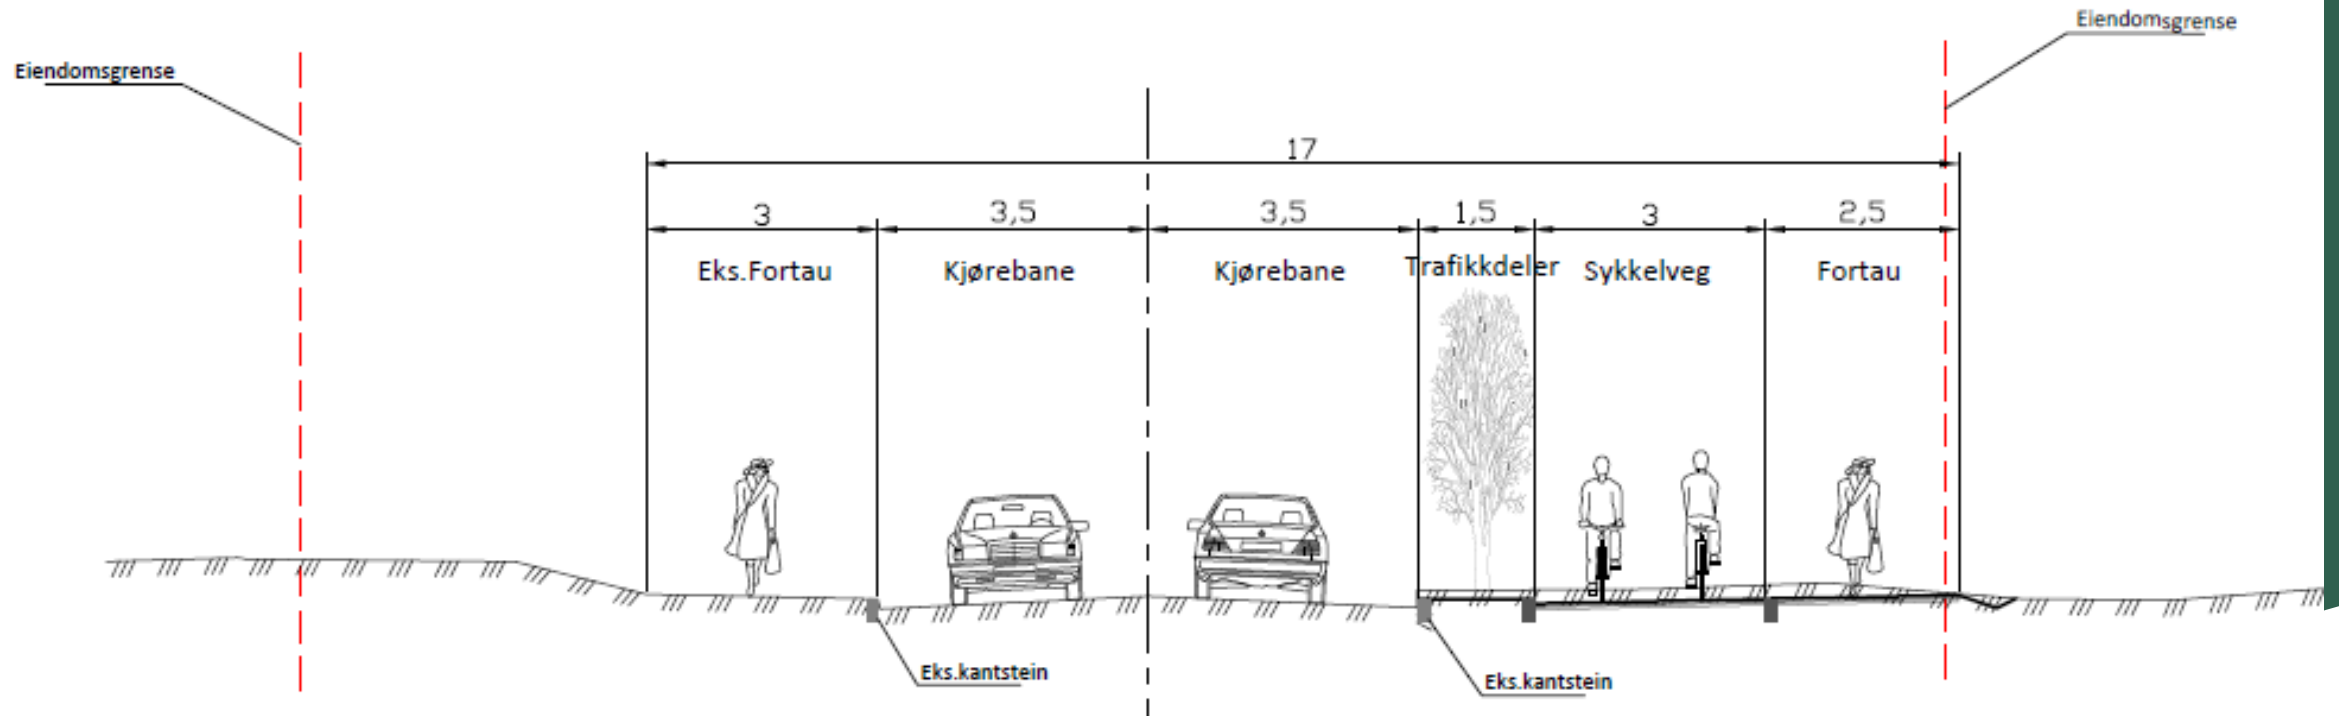 Eiendomsgrense
Eiendomsgrense
17
3
3,5
3,5
1,5
3
2,5
Eks.Fortau
Kjørebane
Kjørebane
Trafikkdeler
Sykkelveg
Fortau
Eks.kantstein
Eks.kantstein